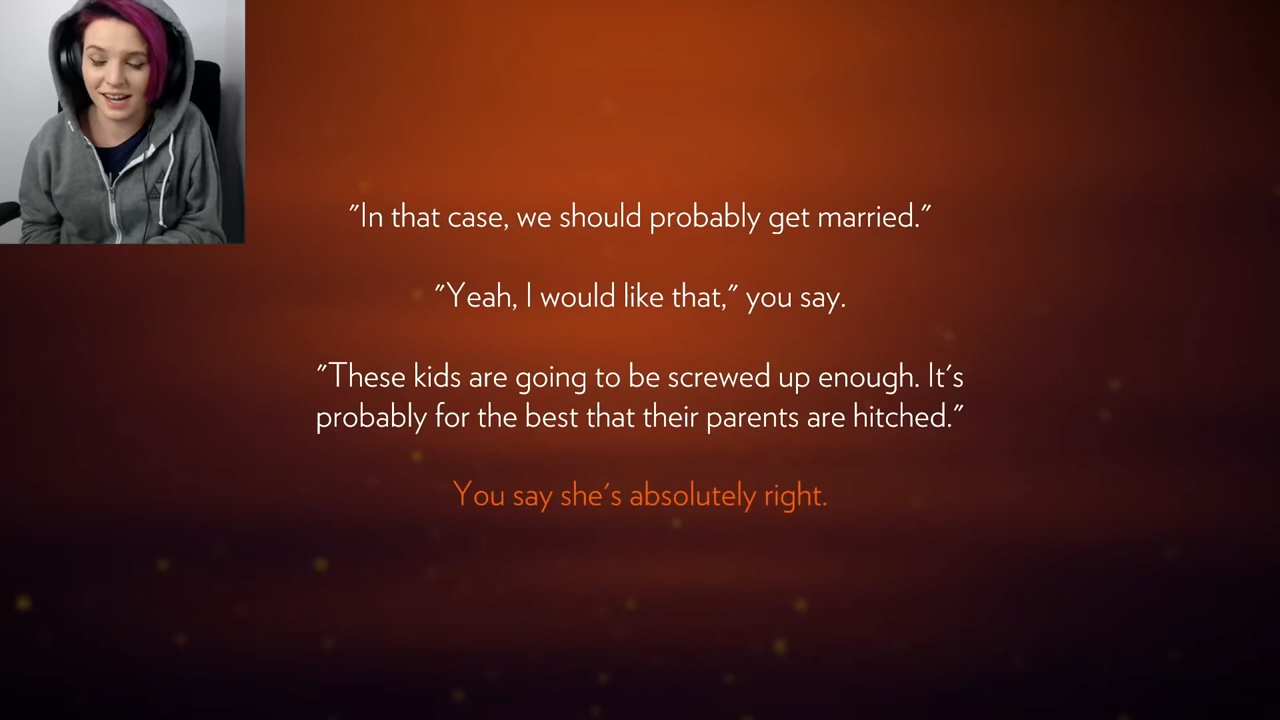 "In that case, we should probably get married."
"Yeah, I would like that," you say.
"These kids are going to be screwed up enough. It's
probably for the best that their parents are hitched."
You say she's absolutely right.